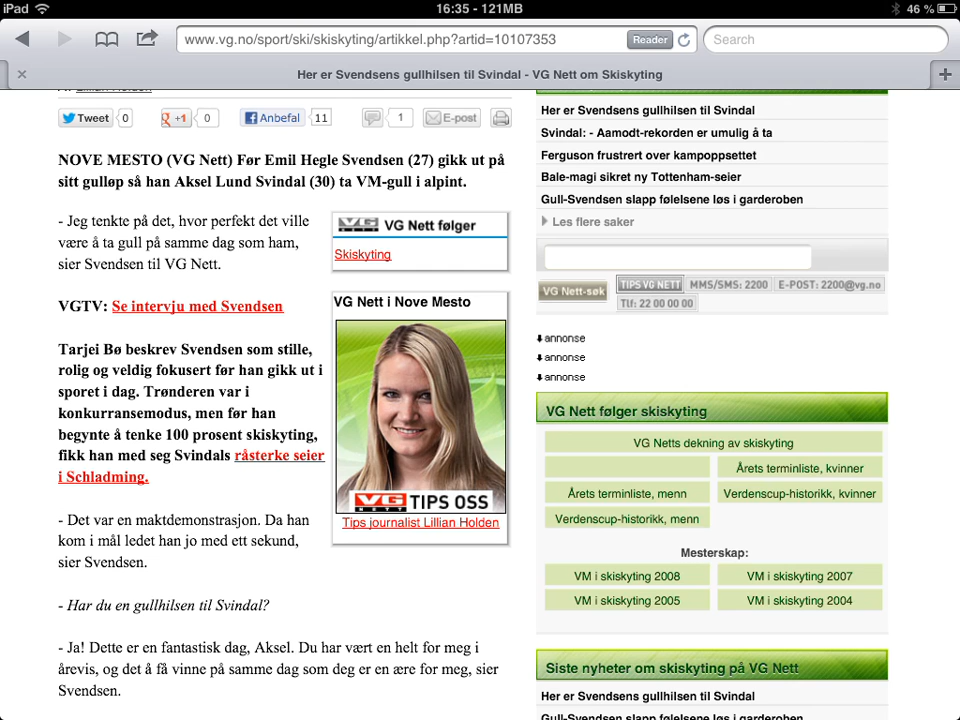 iPad 16:35 - 121MB 46 %
www.vg.no/sport/ski/skiskyting/artikkel.php?artid=10107353 Reader Search
Her er Svendsens gullhilsen til Svindal - VG Nett om Skiskyting
Lillian Holden
Tweet 0 +1 0 Anbefal 11 1 E-post
NOVE MESTO (VG Nett) Før Emil Hegle Svendsen (27) gikk ut på
sitt gulløp så han Aksel Lund Svindal (30) ta VM-gull i alpint.
- Jeg tenkte på det, hvor perfekt det ville
være å ta gull på samme dag som ham,
sier Svendsen til VG Nett.
VG NETT VG Nett følger
Skiskyting
VGTV: Se intervju med Svendsen
VG Nett i Nove Mesto
VG NETT TIPS OSS
Tips journalist Lillian Holden
Tarjei Bø beskrev Svendsen som stille,
rolig og veldig fokusert før han gikk ut i
sporet i dag. Trønderen var i
konkurransemodus, men før han
begynte å tenke 100 prosent skiskyting,
fikk han med seg Svindals råsterke seier
i Schladming.
- Det var en maktdemonstrasjon. Da han
kom i mål ledet han jo med ett sekund,
sier Svendsen.
- Har du en gullhilsen til Svindal?
- Ja! Dette er en fantastisk dag, Aksel. Du har vært en helt for meg i
årevis, og det å få vinne på samme dag som deg er en ære for meg, sier
Svendsen.
Her er Svendsens gullhilsen til Svindal
Svindal: - Aamodt-rekorden er umulig å ta
Ferguson frustrert over kampoppsettet
Bale-magi sikret ny Tottenham-seier
Gull-Svendsen slapp følelsene løs i garderoben
Les flere saker
VG Nett-søk TIPS VG NETT MMS/SMS: 2200 E-POST: 2200@vg.no
Tlf: 22 00 00 00
annonse
annonse
annonse
VG Nett følger skiskyting
VG Netts dekning av skiskyting
Årets terminliste, kvinner
Årets terminliste, menn Verdenscup-historikk, kvinner
Verdenscup-historikk, menn
Mesterskap:
VM i skiskyting 2008 VM i skiskyting 2007
VM i skiskyting 2005 VM i skiskyting 2004
Siste nyheter om skiskyting på VG Nett
Her er Svendsens gullhilsen til Svindal
Gull-Svendsen slapp følelsene løs i garderoben